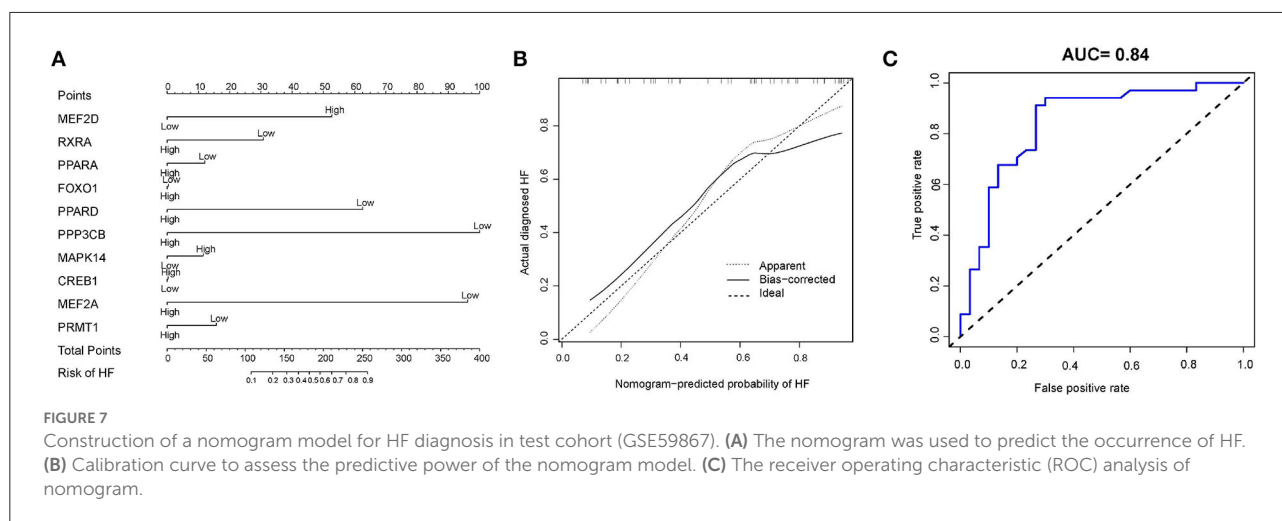 A
Points
0 10 20 30 40 50 60 70 80 90 100
MEF2D
High
Low
RXRA
Low
High
PPARA
Low
High
FOXO1
Low
High
PPARD
Low
High
PPP3CB
Low
High
MAPK14
High
Low
CREB1
High
Low
MEF2A
Low
High
PRMT1
Low
High
Total Points
0 50 100 150 200 250 300 350 400
Risk of HF
0.1 0.2 0.3 0.4 0.5 0.6 0.7 0.8 0.9
B
Actual diagnosed HF
0.8
0.6
0.4
0.2
0.0
Apparent
Bias-corrected
Ideal
0.0 0.2 0.4 0.6 0.8
Nomogram-predicted probability of HF
C
AUC= 0.84
True positive rate
1.0
0.8
06
0.4
0.2
0.0
0.0 0.2 0.4 0.6 0.8 1.0
False positive rate
FIGURE 7
Construction of a nomogram model for HF diagnosis in test cohort (GSE59867). (A) The nomogram was used to predict the occurrence of HF.
(B) Calibration curve to assess the predictive power of the nomogram model. (C) The receiver operating characteristic (ROC) analysis of
nomogram.